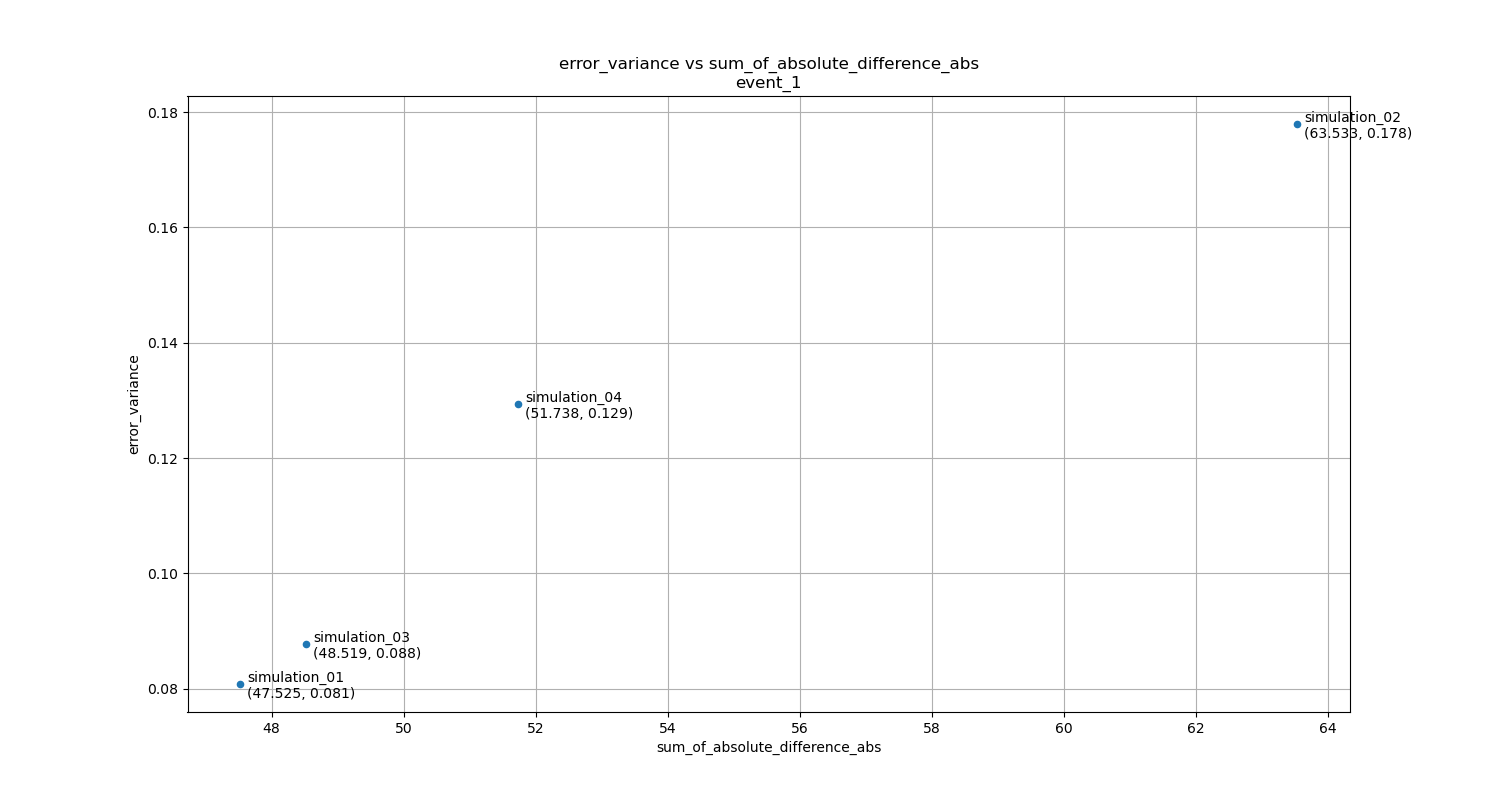 error_variance vs sum_of_absolute_difference_abs
event_1
0.18
0.16
0.14
0.12
0.10
0.08
error_variance
simulation_02
(63.533, 0.178)
simulation_04
(51.738, 0.129)
simulation_03
(48.519, 0.088)
simulation_01
(47.525, 0.081)
48 50 52 54 56 58 60 62 64
sum_of_absolute_difference_abs